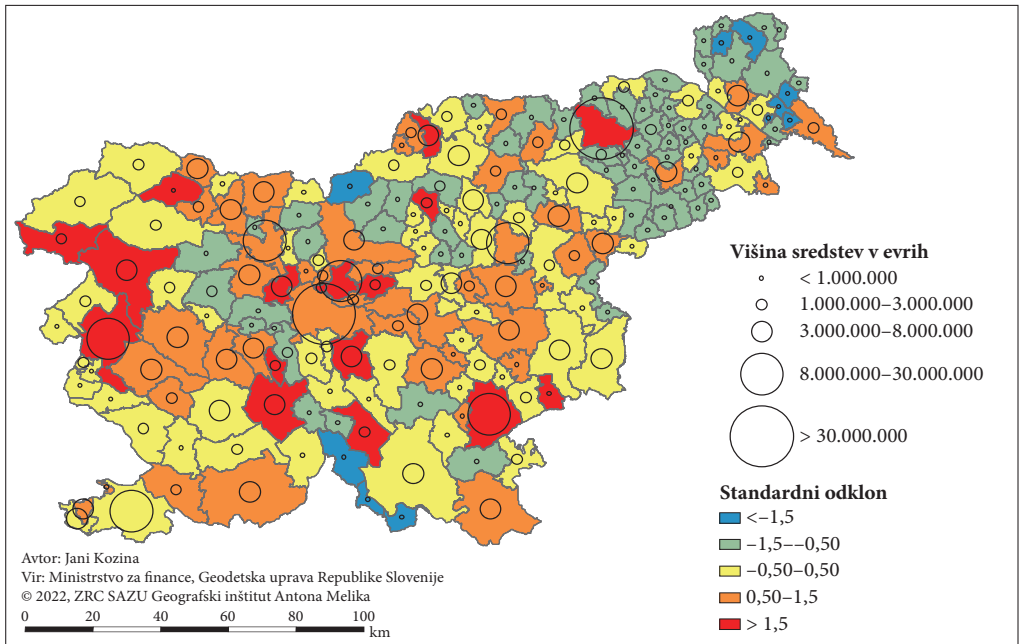 Višina sredstev v evrih
< 1.000.000
1.000.000–3.000.000
3.000.000–8.000.000
8.000.000–30.000.000
> 30.000.000
Standardni odklon
<–1,5
–1,5––0,50
–0,50–0,50
0,50–1,5
> 1,5
Avtor: Jani Kozina
Vir: Ministrstvo za finance, Geodetska uprava Republike Slovenije
© 2022, ZRC SAZU Geografski inštitut Antona Melika
0 20 40 60 80 100
km